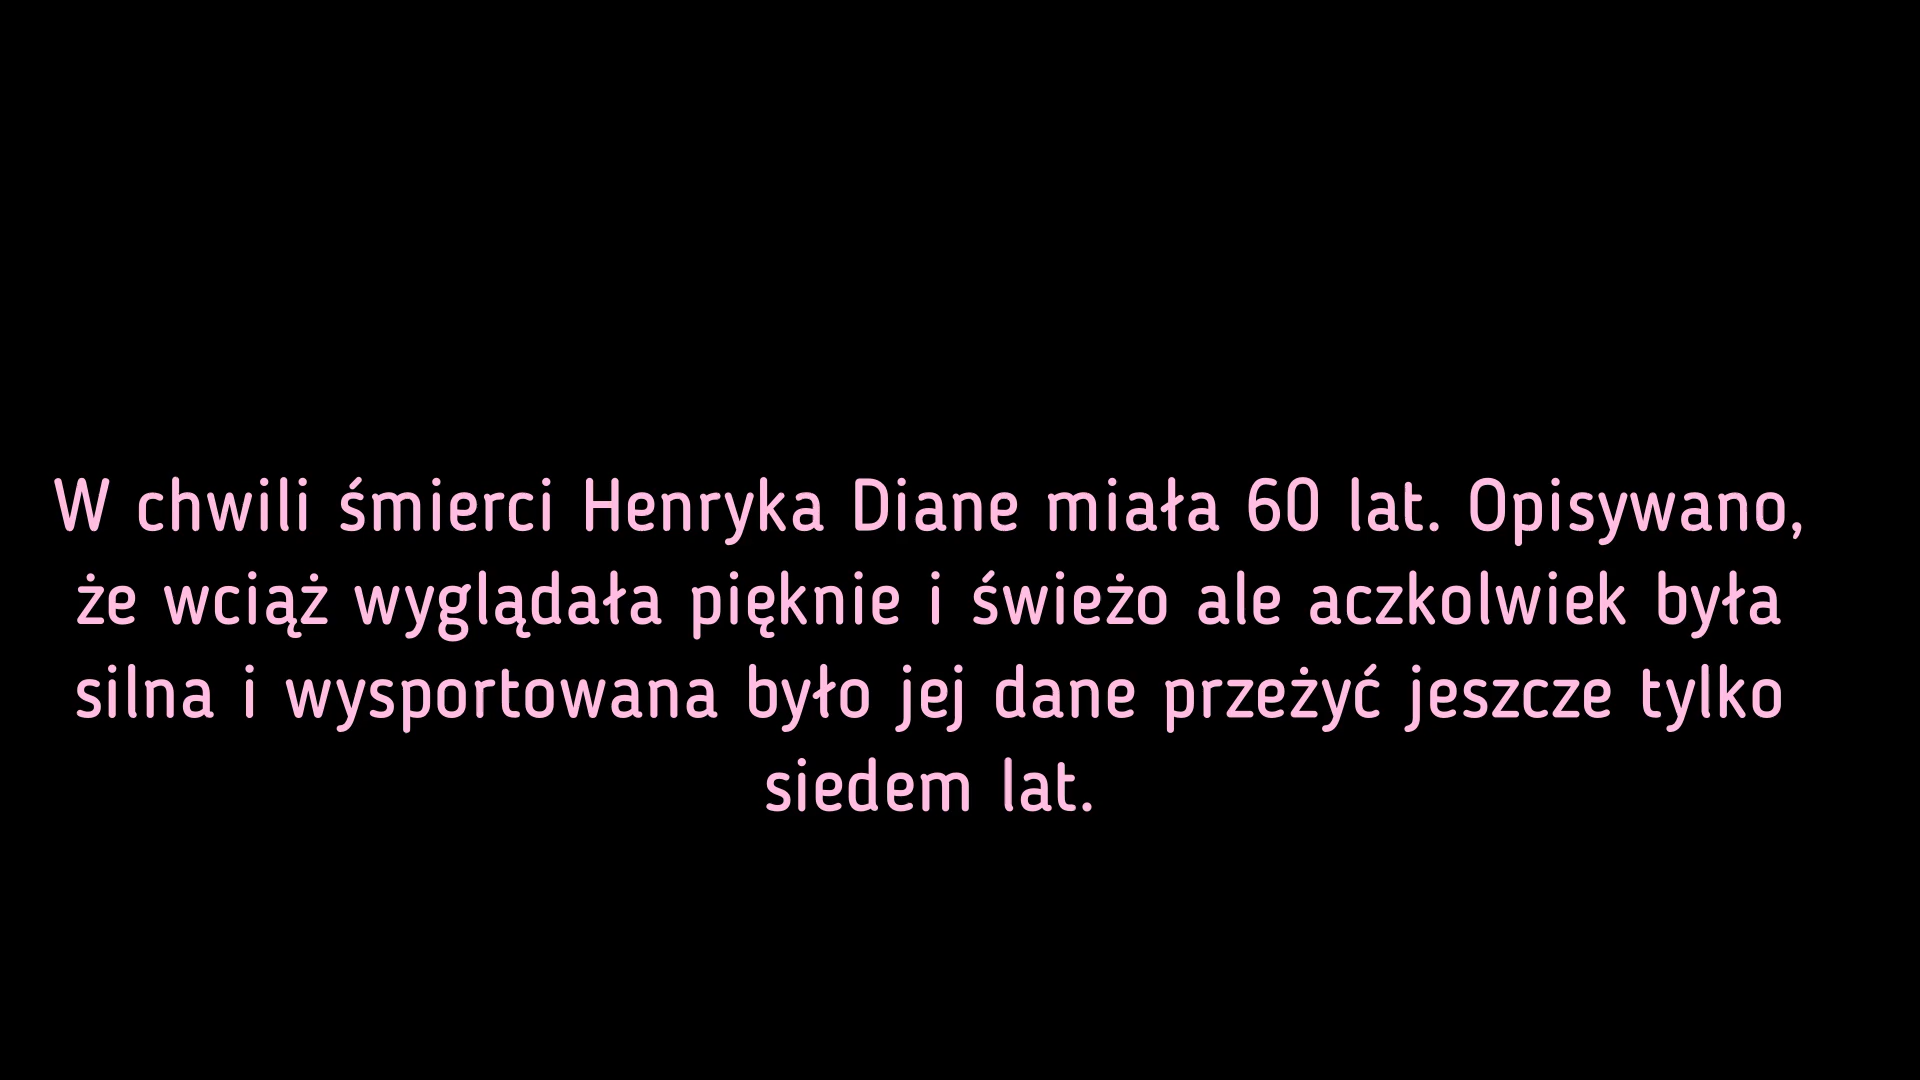 W chwili śmierci Henryka Diane miała 60 lat. Opisywano,
że wciąż wyglądała pięknie i świeżo ale aczkolwiek była
silna i wysportowana było jej dane przeżyć jeszcze tylko
siedem lat.